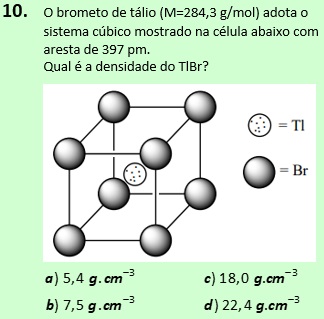 10. O brometo de tálio (M=284,3 g/mol) adota o
sistema cúbico mostrado na célula abaixo com
aresta de 397 pm.
Qual é a densidade do TlBr?
= Tl
= Br
a) 5,4 g.cm⁻³ c) 18,0 g.cm⁻³
b) 7,5 g.cm⁻³ d) 22,4 g.cm⁻³